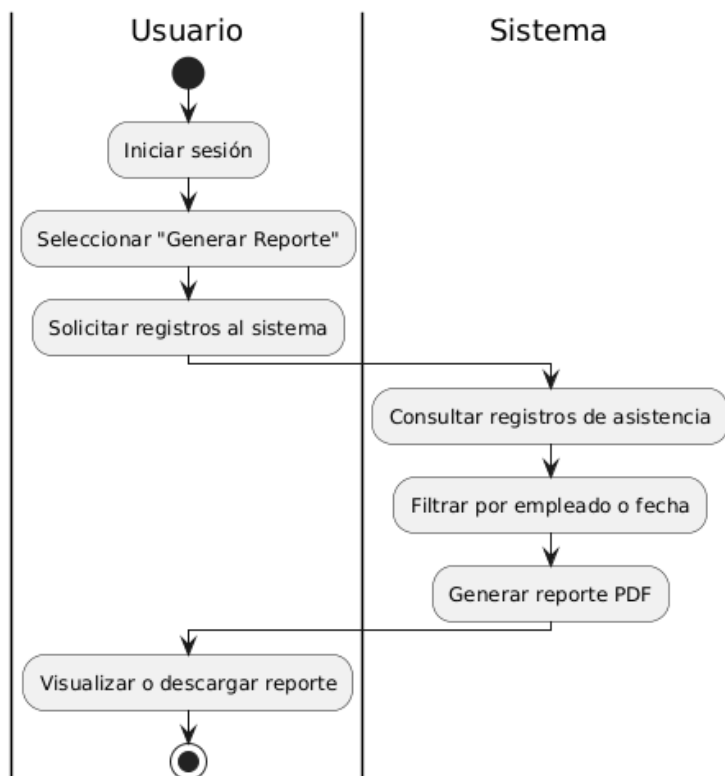 Usuario
Sistema
Iniciar sesión
Seleccionar "Generar Reporte"
Solicitar registros al sistema
Consultar registros de asistencia
Filtrar por empleado o fecha
Generar reporte PDF
Visualizar o descargar reporte